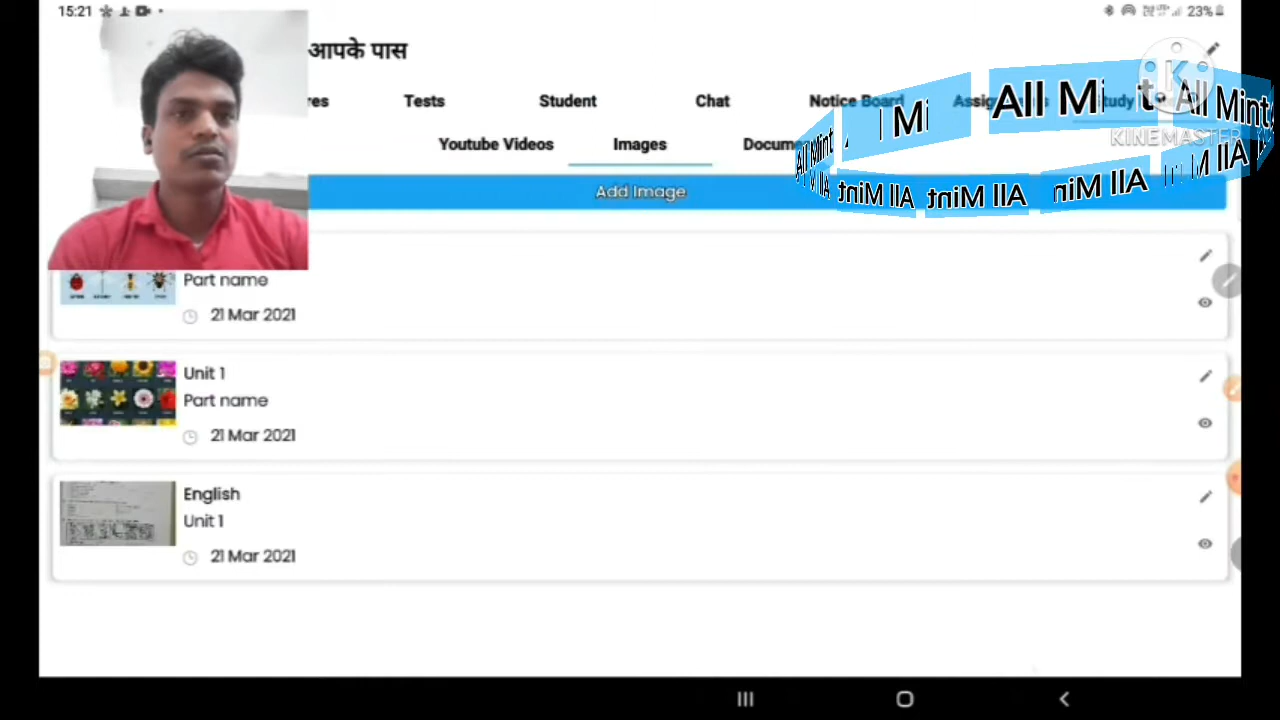 15:21 23%
आपके पास
Tests Student Chat Notice Board
Youtube Videos Images
Add Image
KINEMASTER
All Mint
Part name
21 Mar 2021
Unit 1
Part name
21 Mar 2021
English
Unit 1
21 Mar 2021